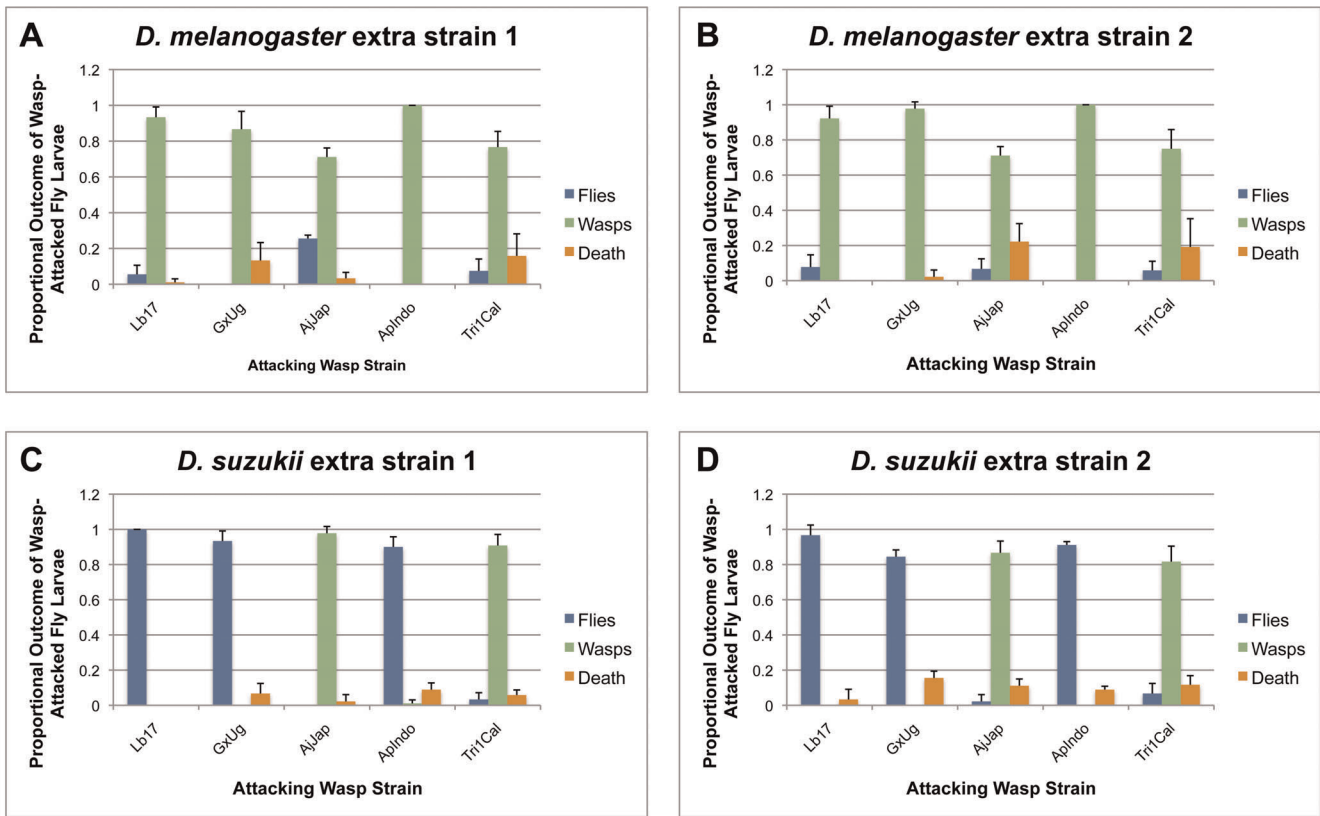 A
D. melanogaster extra strain 1
Proportional Outcome of Wasp-
Attacked Fly Larvae
1.2
1
0.8
0.6
0.4
0.2
0
Lb17
GxUg
AjJap
ApIndo
Tri1Cal
Attacking Wasp Strain
Flies
Wasps
Death
B
D. melanogaster extra strain 2
Proportional Outcome of Wasp-
Attacked Fly Larvae
1.2
1
0.8
0.6
0.4
0.2
0
Lb17
GxUg
AjJap
ApIndo
Tri1Cal
Attacking Wasp Strain
Flies
Wasps
Death
C
D. suzukii extra strain 1
Proportional Outcome of Wasp-
Attacked Fly Larvae
1.2
1
0.8
0.6
0.4
0.2
0
Lb17
GxUg
AjJap
ApIndo
Tri1Cal
Attacking Wasp Strain
Flies
Wasps
Death
D
D. suzukii extra strain 2
Proportional Outcome of Wasp-
Attacked Fly Larvae
1.2
1
0.8
0.6
0.4
0.2
0
Lb17
GxUg
AjJap
ApIndo
Tri1Cal
Attacking Wasp Strain
Flies
Wasps
Death